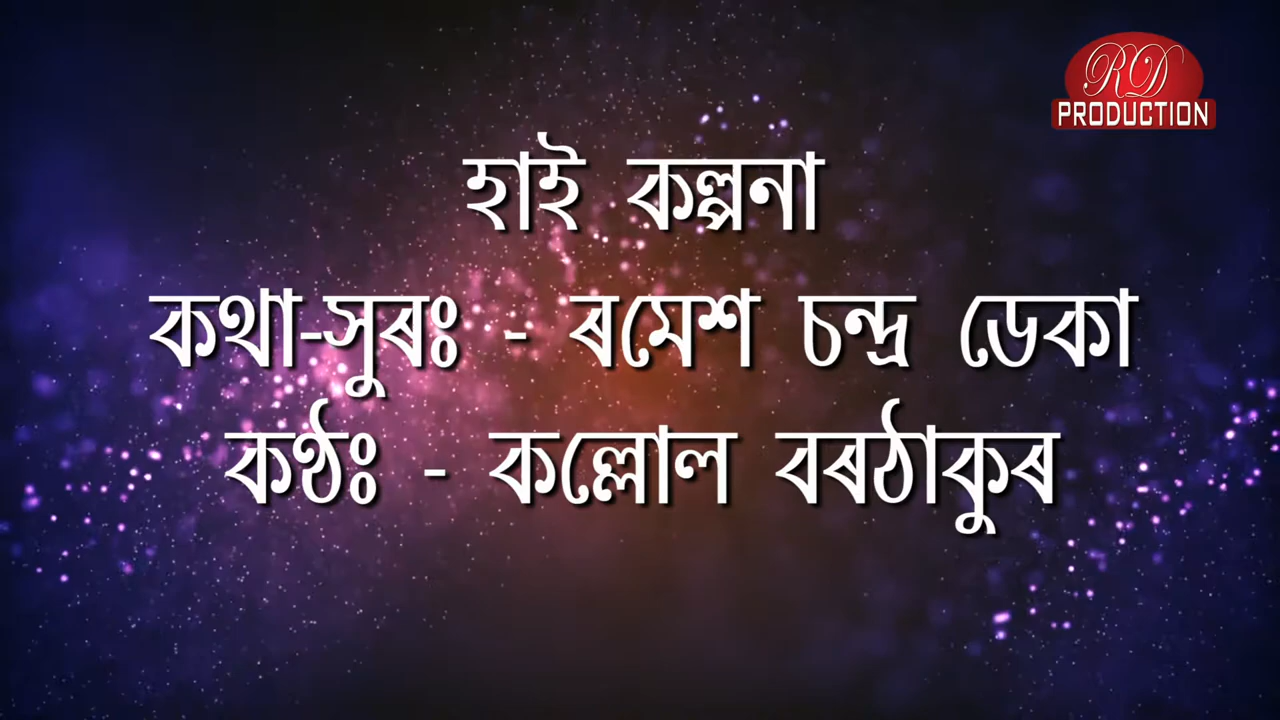 RD
PRODUCTION
হাই কল্পনা
কথা-সুৰঃ - ৰমেশ চন্দ্ৰ ডেকা
কণ্ঠঃ - কল্লোল বৰঠাকুৰ